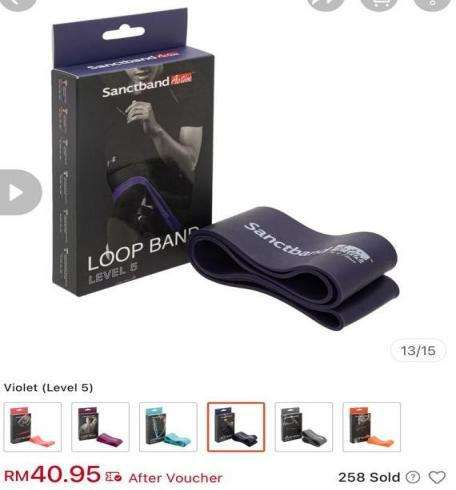 Sanctband Active
LOOP BAND
LEVEL 5
Sanctband
13/15
Violet (Level 5)
RM40.95 After Voucher
258 Sold